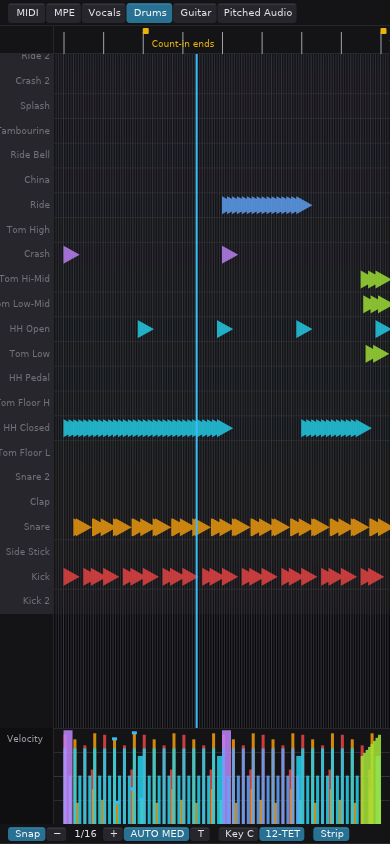 MIDI MPE Vocals Drums Guitar Pitched Audio
Count-in ends
Ride 2
Crash 2
Splash
Tambourine
Ride Bell
China
Ride
Tom High
Crash
Tom Hi-Mid
Tom Low-Mid
HH Open
Tom Low
HH Pedal
Tom Floor H
HH Closed
Tom Floor L
Snare 2
Clap
Snare
Side Stick
Kick
Kick 2
Velocity
Snap − 1/16 + AUTO MED T Key C 12-TET Strip